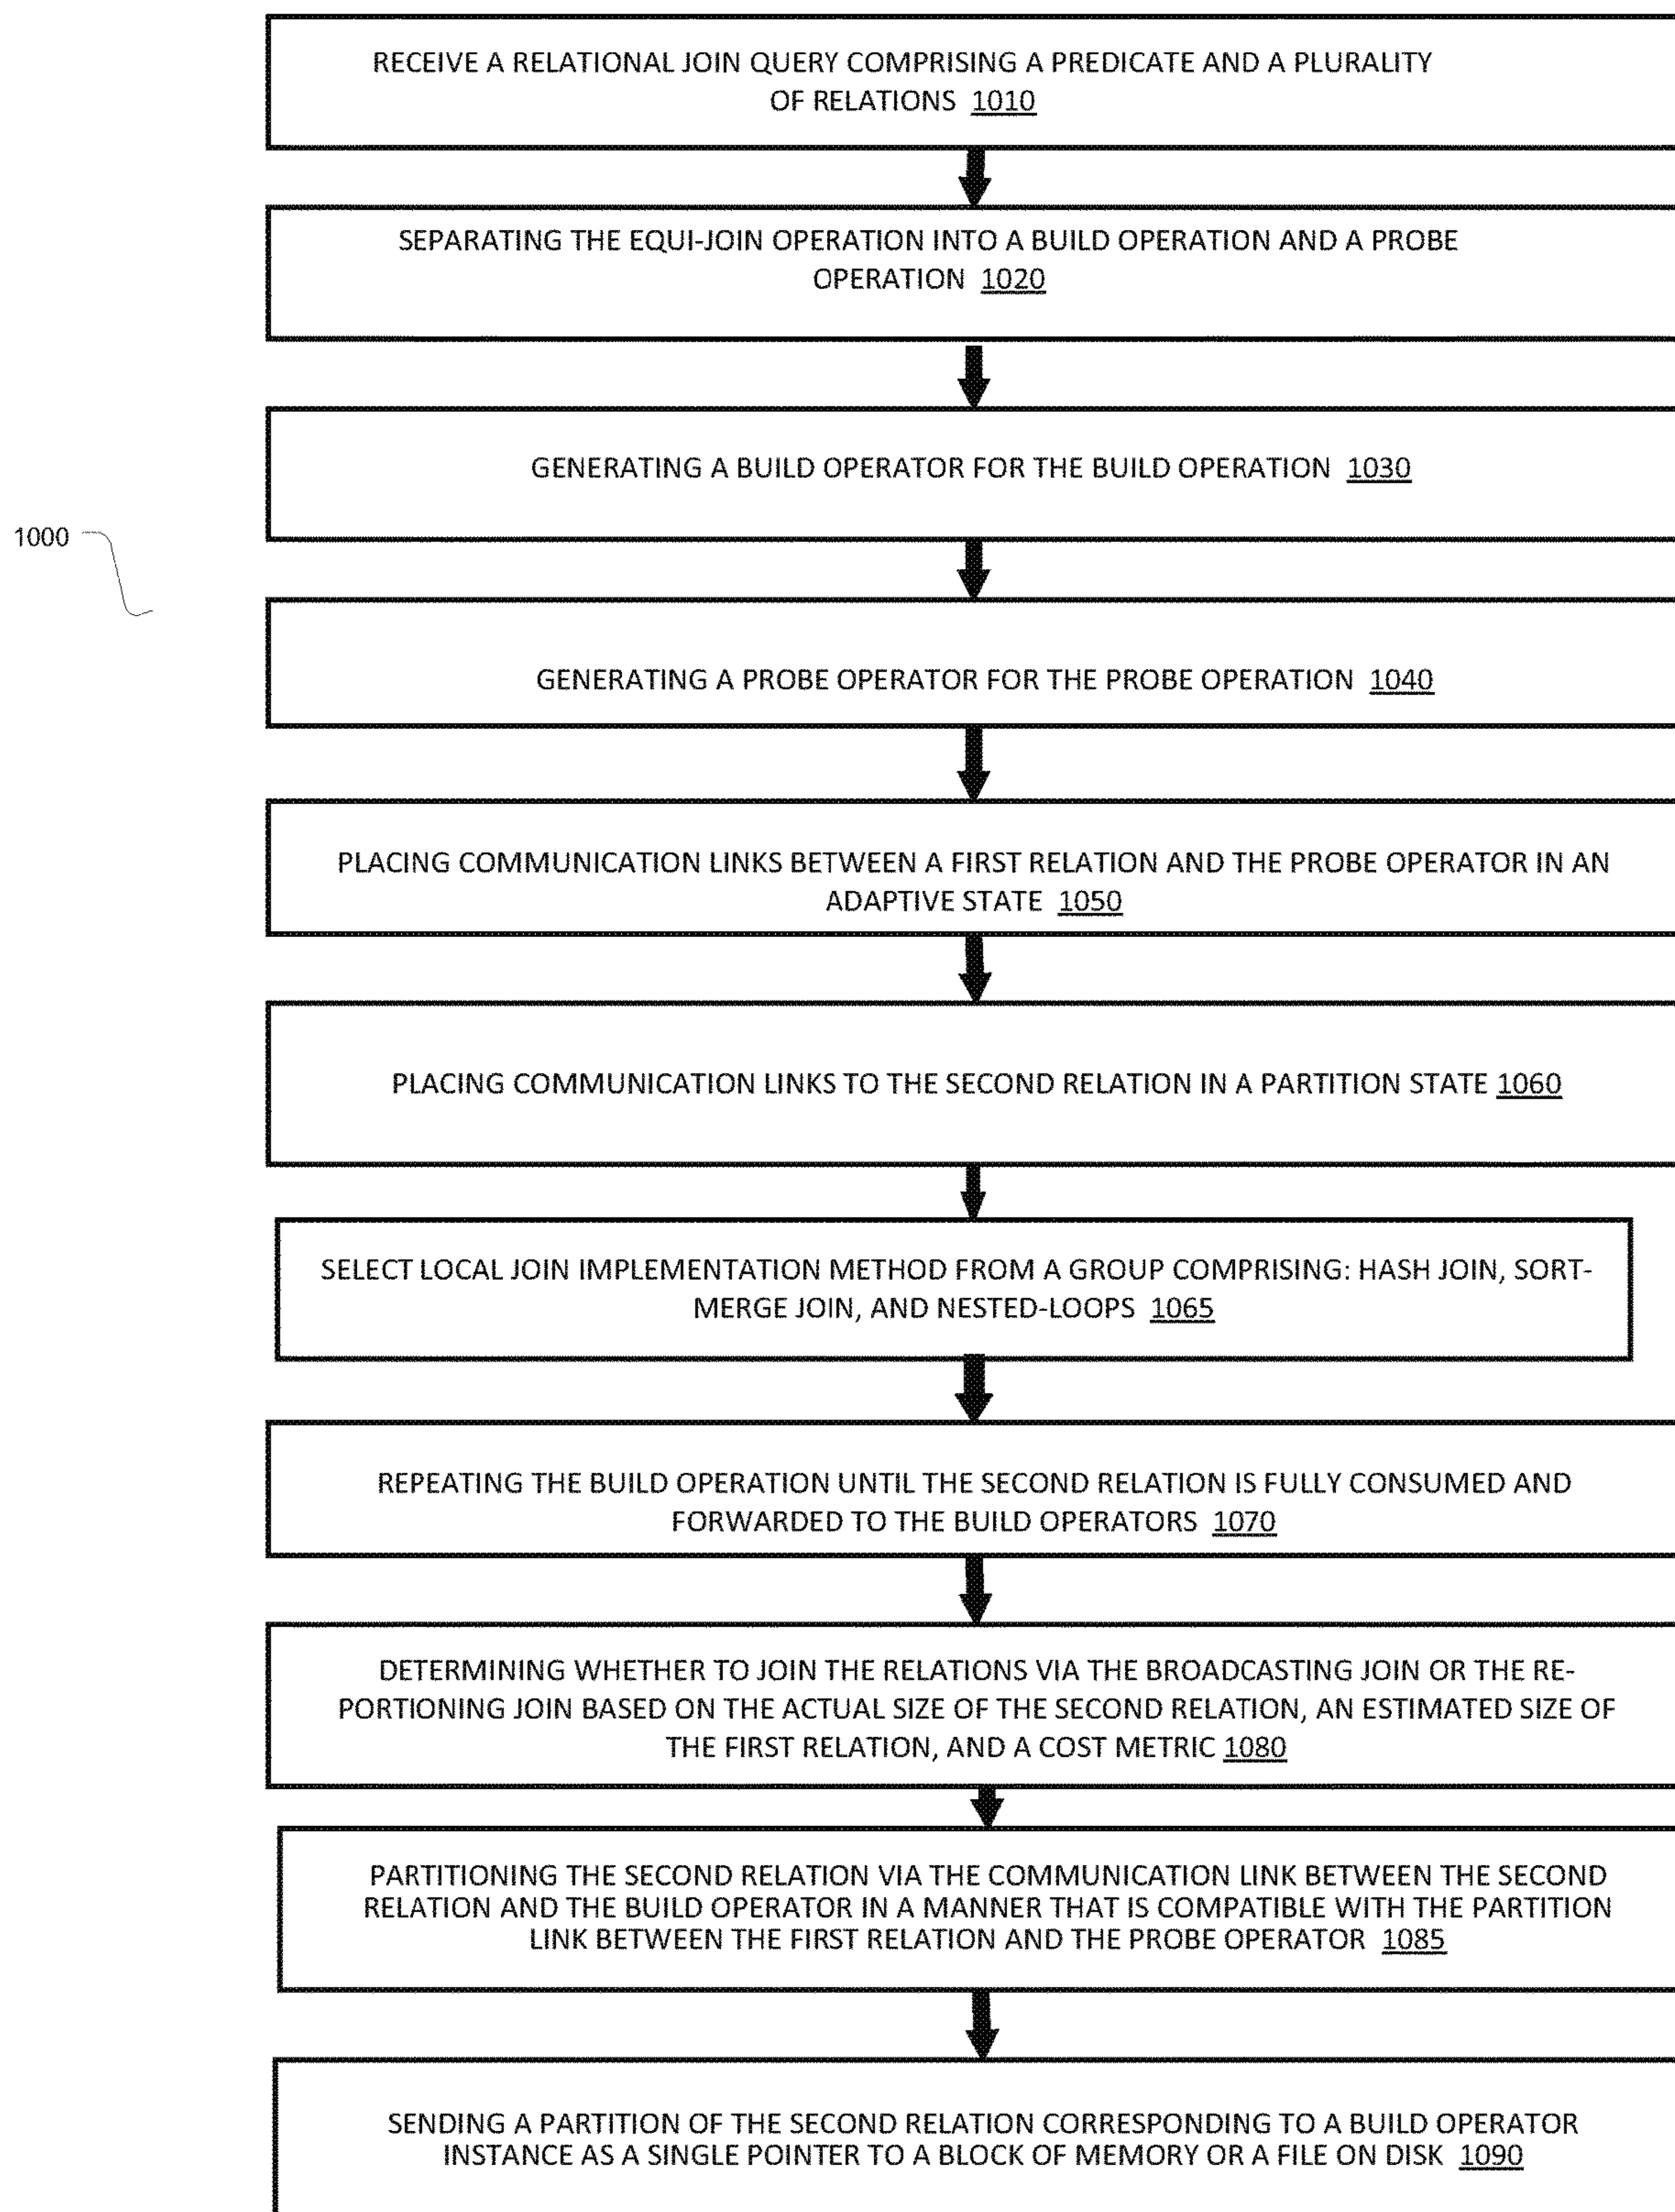 RECEIVE A RELATIONAL JOIN QUERY COMPRISING A PREDICATE AND A PLURALITY
OF RELATIONS 1010
SEPARATING THE EQUI-JOIN OPERATION INTO A BUILD OPERATION AND A PROBE
OPERATION 1020
GENERATING A BUILD OPERATOR FOR THE BUILD OPERATION 1030
1000
GENERATING A PROBE OPERATOR FOR THE PROBE OPERATION 1040
PLACING COMMUNICATION LINKS BETWEEN A FIRST RELATION AND THE PROBE OPERATOR IN AN
ADAPTIVE STATE 1050
PLACING COMMUNICATION LINKS TO THE SECOND RELATION IN A PARTITION STATE 1060
SELECT LOCAL JOIN IMPLEMENTATION METHOD FROM A GROUP COMPRISING: HASH JOIN, SORT-
MERGE JOIN, AND NESTED-LOOPS 1065
REPEATING THE BUILD OPERATION UNTIL THE SECOND RELATION IS FULLY CONSUMED AND
FORWARDED TO THE BUILD OPERATORS 1070
DETERMINING WHETHER TO JOIN THE RELATIONS VIA THE BROADCASTING JOIN OR THE RE-
PORTIONING JOIN BASED ON THE ACTUAL SIZE OF THE SECOND RELATION, AN ESTIMATED SIZE OF
THE FIRST RELATION, AND A COST METRIC 1080
PARTITIONING THE SECOND RELATION VIA THE COMMUNICATION LINK BETWEEN THE SECOND
RELATION AND THE BUILD OPERATOR IN A MANNER THAT IS COMPATIBLE WITH THE PARTITION
LINK BETWEEN THE FIRST RELATION AND THE PROBE OPERATOR 1085
SENDING A PARTITION OF THE SECOND RELATION CORRESPONDING TO A BUILD OPERATOR
INSTANCE AS A SINGLE POINTER TO A BLOCK OF MEMORY OR A FILE ON DISK 1090